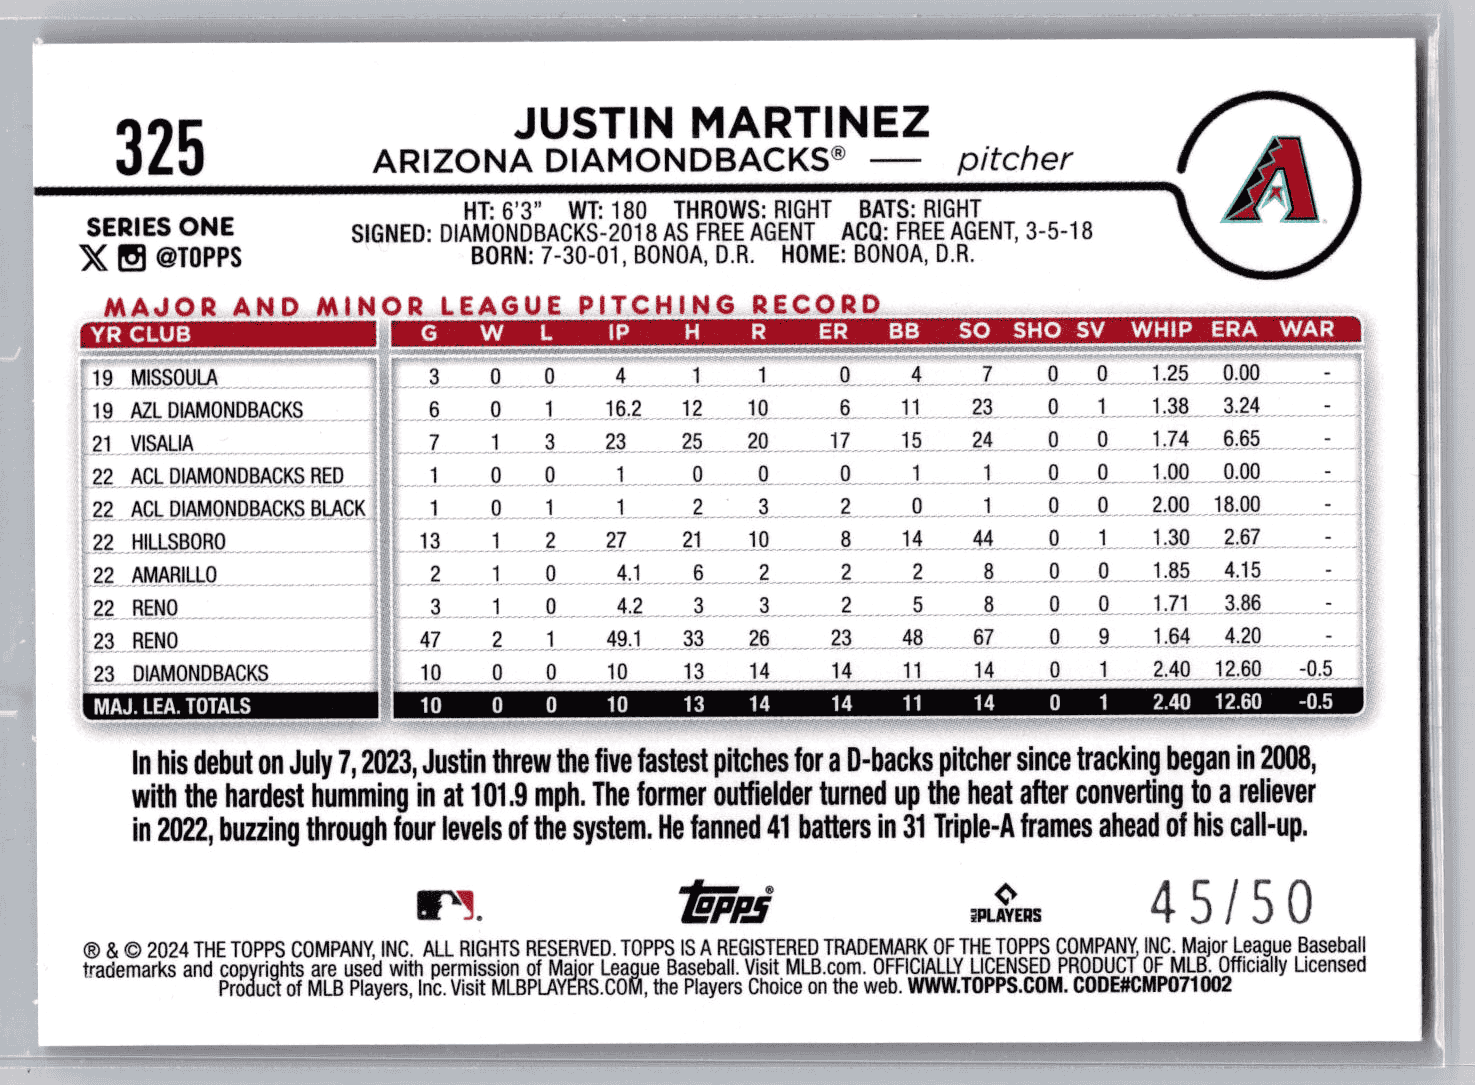 325
JUSTIN MARTINEZ
ARIZONA DIAMONDBACKS® — pitcher
SERIES ONE
@TOPPS
HT: 6'3" WT: 180 THROWS: RIGHT BATS: RIGHT
SIGNED: DIAMONDBACKS-2018 AS FREE AGENT ACQ: FREE AGENT, 3-5-18
BORN: 7-30-01, BONOA, D.R. HOME: BONOA, D.R.
MAJOR AND MINOR LEAGUE PITCHING RECORD
YR CLUB G W L IP H R ER BB SO SHO SV WHIP ERA WAR
19 MISSOULA 3 0 0 4 1 1 0 4 7 0 0 1.25 0.00 -
19 AZL DIAMONDBACKS 6 0 1 16.2 12 10 6 11 23 0 1 1.38 3.24 -
21 VISALIA 7 1 3 23 25 20 17 15 24 0 0 1.74 6.65 -
22 ACL DIAMONDBACKS RED 1 0 0 1 0 0 0 1 1 0 0 1.00 0.00 -
22 ACL DIAMONDBACKS BLACK 1 0 1 1 2 3 2 0 1 0 0 2.00 18.00 -
22 HILLSBORO 13 1 2 27 21 10 8 14 44 0 1 1.30 2.67 -
22 AMARILLO 2 1 0 4.1 6 2 2 2 8 0 0 1.85 4.15 -
22 RENO 3 1 0 4.2 3 3 2 5 8 0 0 1.71 3.86 -
23 RENO 47 2 1 49.1 33 26 23 48 67 0 9 1.64 4.20 -
23 DIAMONDBACKS 10 0 0 10 13 14 14 11 14 0 1 2.40 12.60 -0.5
MAJ. LEA. TOTALS 10 0 0 10 13 14 14 11 14 0 1 2.40 12.60 -0.5
In his debut on July 7, 2023, Justin threw the five fastest pitches for a D-backs pitcher since tracking began in 2008,
with the hardest humming in at 101.9 mph. The former outfielder turned up the heat after converting to a reliever
in 2022, buzzing through four levels of the system. He fanned 41 batters in 31 Triple-A frames ahead of his call-up.
topps® MLB PLAYERS 45/50
® & © 2024 THE TOPPS COMPANY, INC. ALL RIGHTS RESERVED. TOPPS IS A REGISTERED TRADEMARK OF THE TOPPS COMPANY, INC. Major League Baseball
trademarks and copyrights are used with permission of Major League Baseball. Visit MLB.com. OFFICIALLY LICENSED PRODUCT OF MLB. Officially Licensed
Product of MLB Players, Inc. Visit MLBPLAYERS.COM, the Players Choice on the web. WWW.TOPPS.COM. CODE#CMP071002